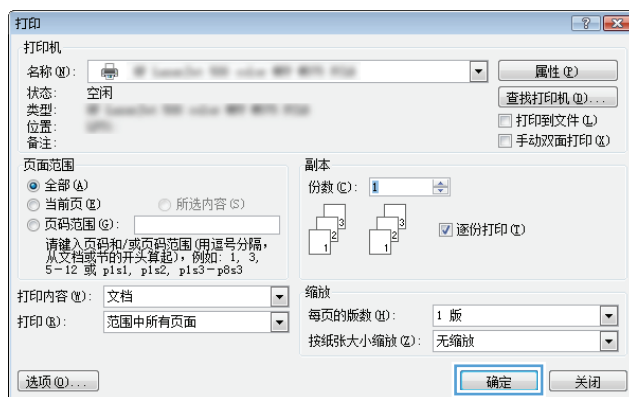 打印
打印机
名称(N):
属性(P)
状态: 空闲
查找打印机(D)...
类型:
位置:
打印到文件(L)
备注:
手动双面打印(X)
页面范围
全部(A)
当前页(E) 所选内容(S)
页码范围(G):
请键入页码和/或页码范围(用逗号分隔,
从文档或节的开头算起),例如: 1, 3,
5-12 或 p1s1, p1s2, p1s3-p8s3
副本
份数(C): 1
1 2 3 1 2 3
逐份打印(T)
打印内容(W): 文档
打印(R): 范围中所有页面
缩放
每页的版数(H): 1 版
按纸张大小缩放(Z): 无缩放
选项(O)... 确定 关闭